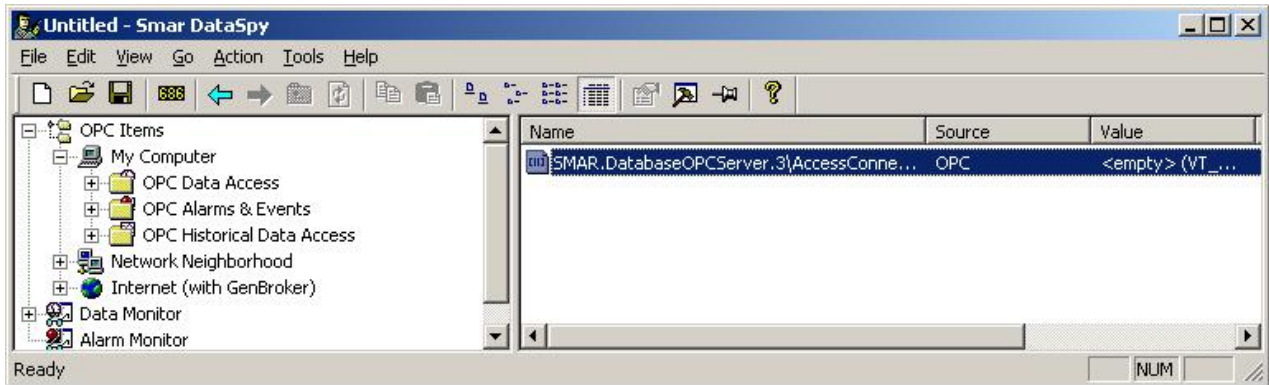 Untitled - Smar DataSpy
File Edit View Go Action Tools Help
686
OPC Items
My Computer
OPC Data Access
OPC Alarms & Events
OPC Historical Data Access
Network Neighborhood
Internet (with GenBroker)
Data Monitor
Alarm Monitor
Name Source Value
SMAR.DatabaseOPCServer.3\AccessConne... OPC <empty> (VT_...
Ready NUM